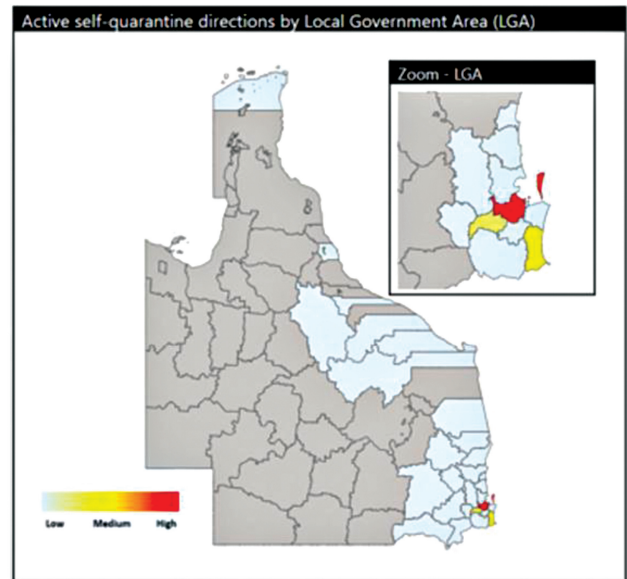 Active self-quarantine directions by Local Government Area (LGA)
Zoom - LGA
Low Medium High